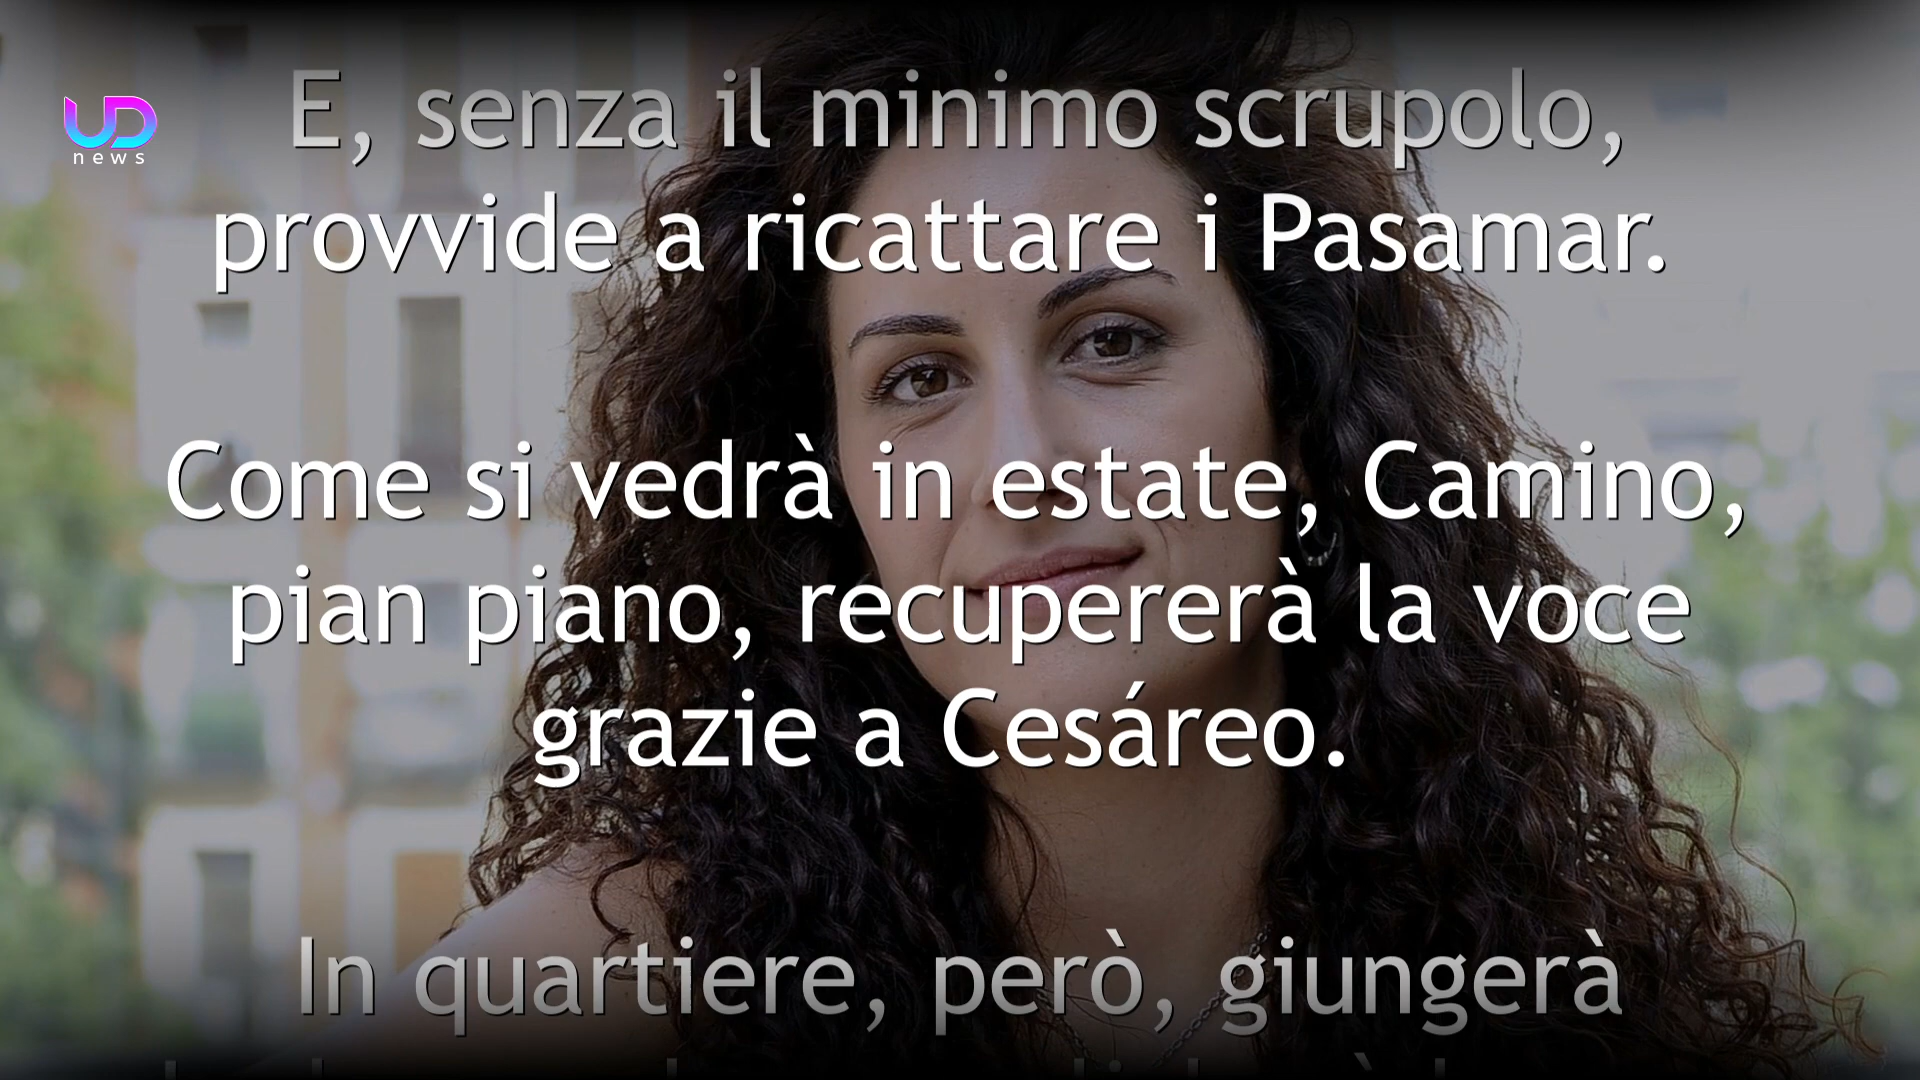 UD
news
E, senza il minimo scrupolo,
provvide a ricattare i Pasamar.
Come si vedrà in estate, Camino,
pian piano, recupererà la voce
grazie a Cesáreo.
In quartiere, però, giungerà